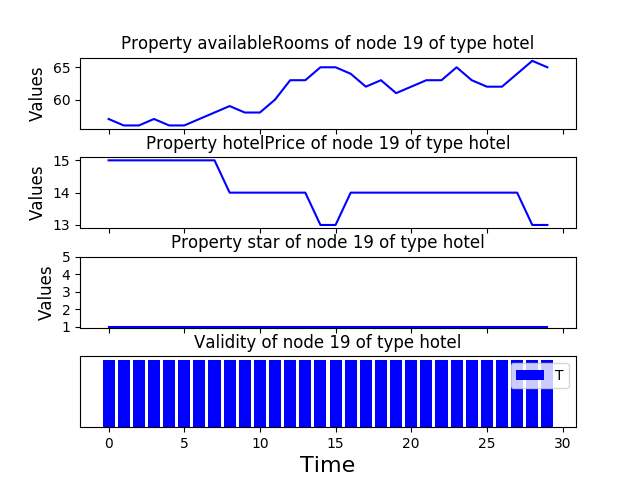 Property availableRooms of node 19 of type hotel
65
60
Values
Property hotelPrice of node 19 of type hotel
15
14
13
Values
Property star of node 19 of type hotel
5
4
3
2
1
Values
Validity of node 19 of type hotel
T
0 5 10 15 20 25 30
Time